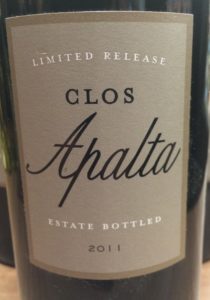 LIMITED RELEASE
CLOS
Apalta
ESTATE BOTTLED
2011